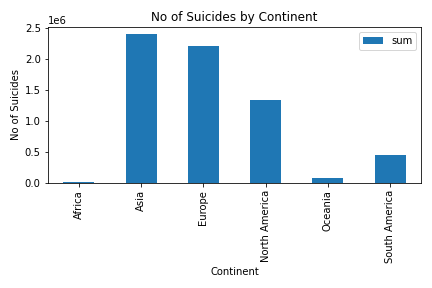 No of Suicides by Continent
1e6
sum
2.5
2.0
1.5
1.0
0.5
0.0
No of Suicides
Africa
Asia
Europe
North America
Oceania
South America
Continent